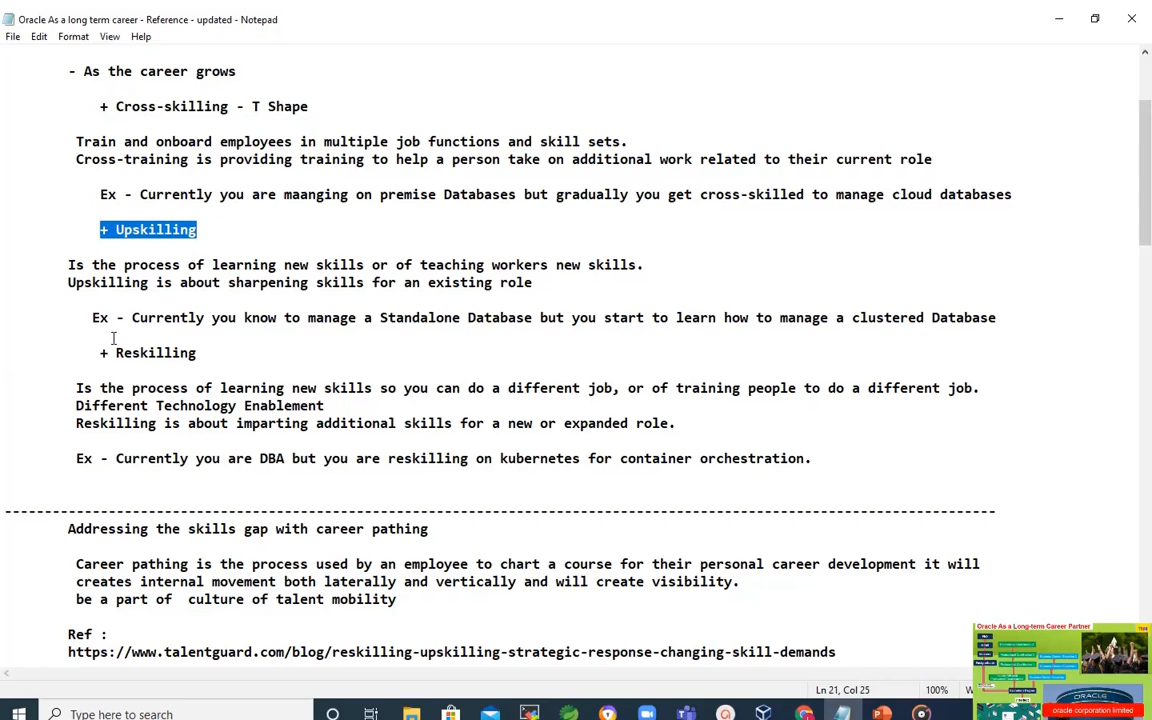 Oracle As a long term career - Reference - updated - Notepad
File Edit Format View Help
- As the career grows
+ Cross-skilling - T Shape
Train and onboard employees in multiple job functions and skill sets.
Cross-training is providing training to help a person take on additional work related to their current role
Ex - Currently you are maanging on premise Databases but gradually you get cross-skilled to manage cloud databases
+ Upskilling
Is the process of learning new skills or of teaching workers new skills.
Upskilling is about sharpening skills for an existing role
Ex - Currently you know to manage a Standalone Database but you start to learn how to manage a clustered Database
+ Reskilling
Is the process of learning new skills so you can do a different job, or of training people to do a different job.
Different Technology Enablement
Reskilling is about imparting additional skills for a new or expanded role.
Ex - Currently you are DBA but you are reskilling on kubernetes for container orchestration.
Addressing the skills gap with career pathing
Career pathing is the process used by an employee to chart a course for their personal career development it will
creates internal movement both laterally and vertically and will create visibility.
be a part of culture of talent mobility
Ref :
https://www.talentguard.com/blog/reskilling-upskilling-strategic-response-changing-skill-demands
Oracle As a Long-term Career Partner
ORACLE
oracle corporation limited
Ln 21, Col 25 100% W
Type here to search